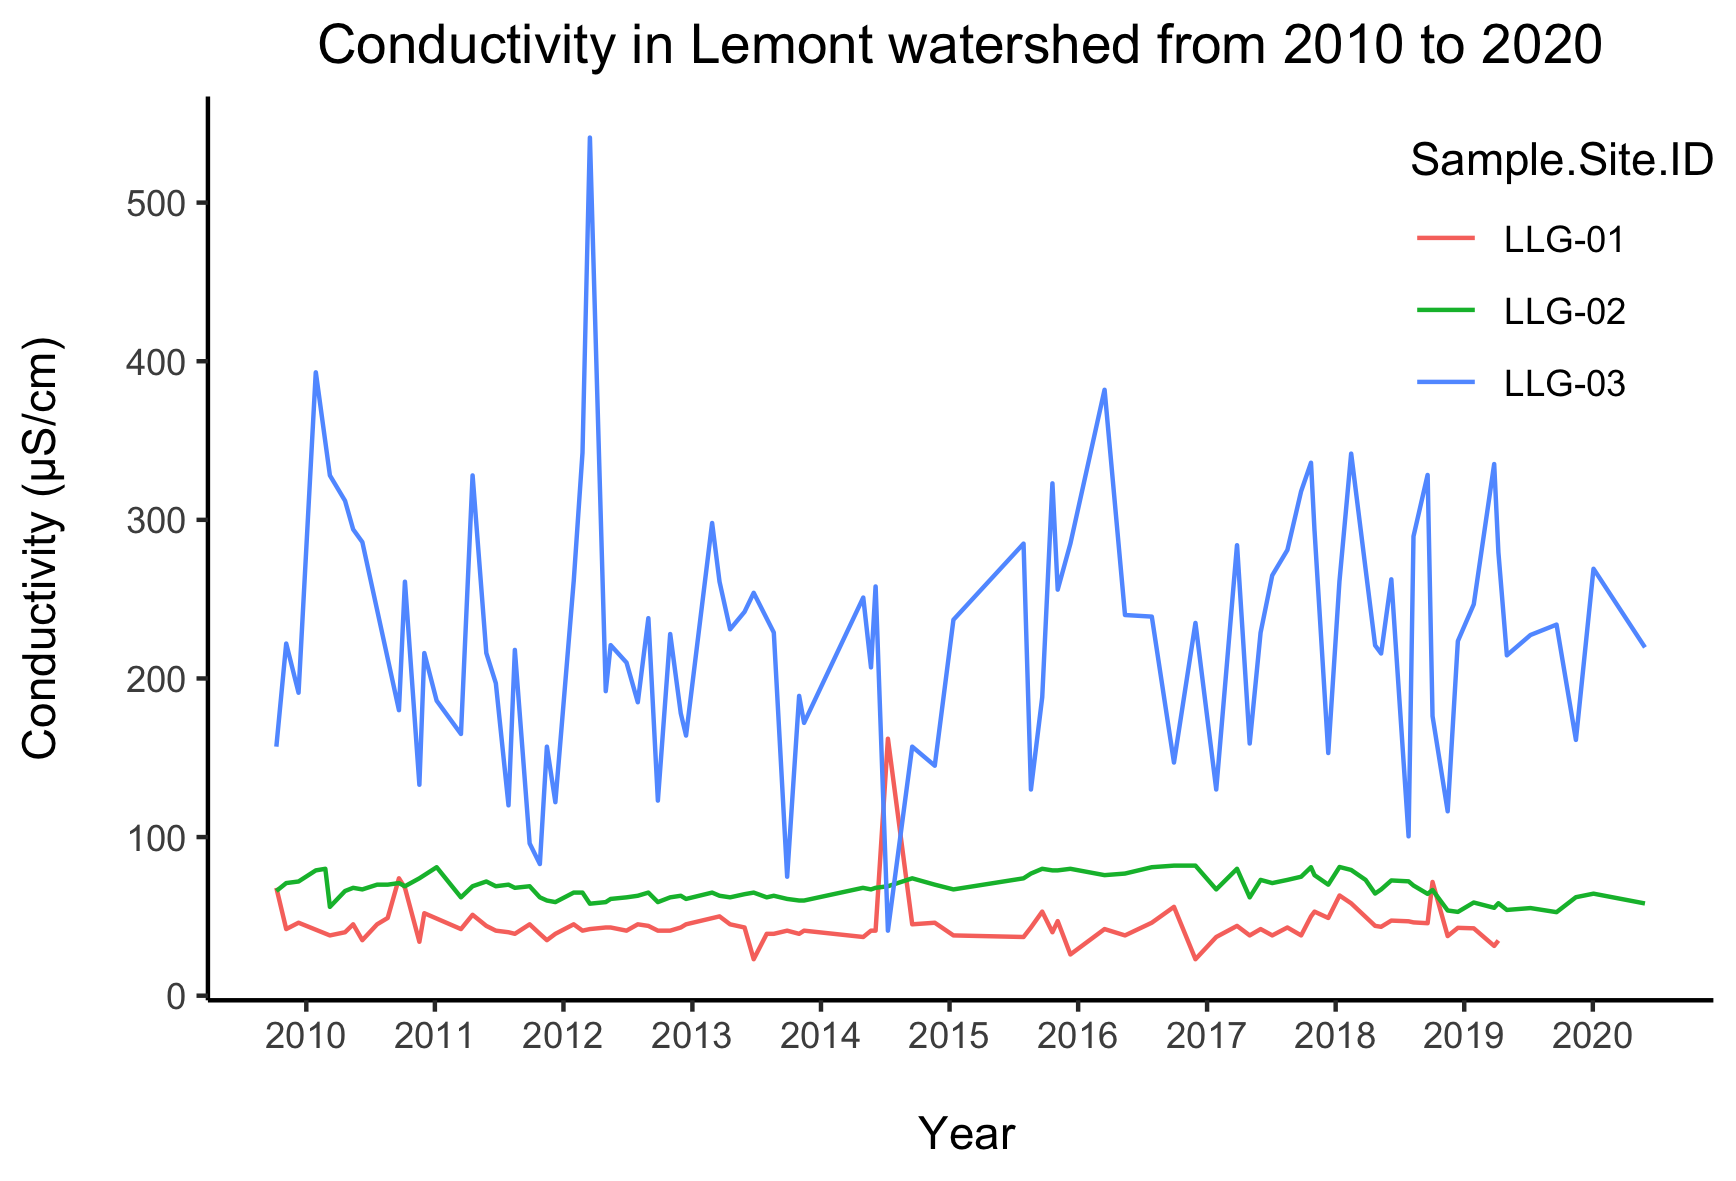 Conductivity in Lemont watershed from 2010 to 2020
Sample.Site.ID
LLG-01
LLG-02
LLG-03
Conductivity (µS/cm)
500
400
300
200
100
0
2010 2011 2012 2013 2014 2015 2016 2017 2018 2019 2020
Year